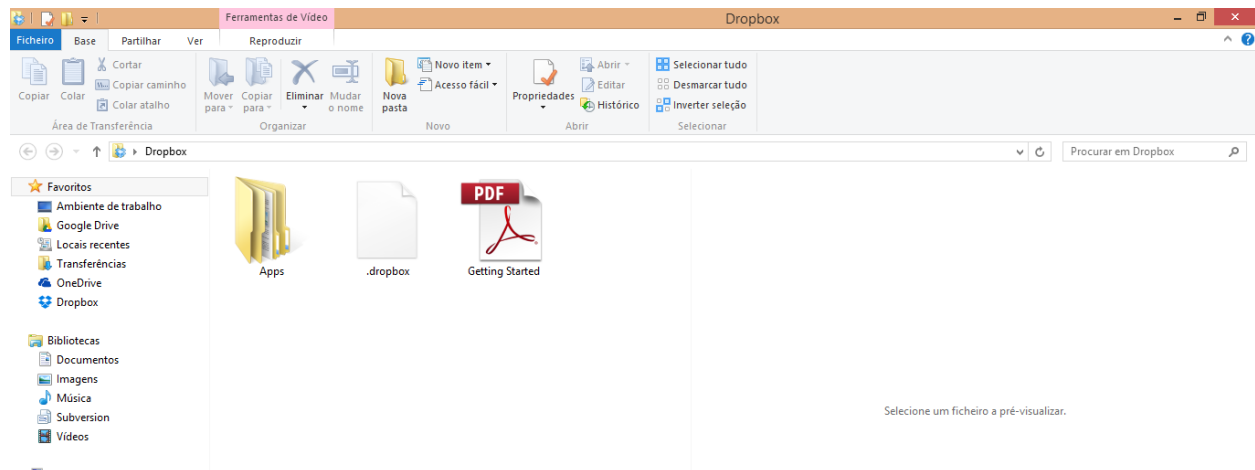 Ferramentas de Vídeo
Dropbox
Ficheiro Base Partilhar Ver Reproduzir
Copiar
Colar
Cortar
Copiar caminho
Colar atalho
Área de Transferência
Mover para
Copiar para
Eliminar
Mudar o nome
Organizar
Nova pasta
Novo item
Acesso fácil
Novo
Propriedades
Abrir
Editar
Histórico
Abrir
Selecionar tudo
Desmarcar tudo
Inverter seleção
Selecionar
Dropbox
Procurar em Dropbox
Favoritos
Ambiente de trabalho
Google Drive
Locais recentes
Transferências
OneDrive
Dropbox
Bibliotecas
Documentos
Imagens
Música
Subversion
Vídeos
Apps
.dropbox
PDF
Getting Started
Selecione um ficheiro a pré-visualizar.